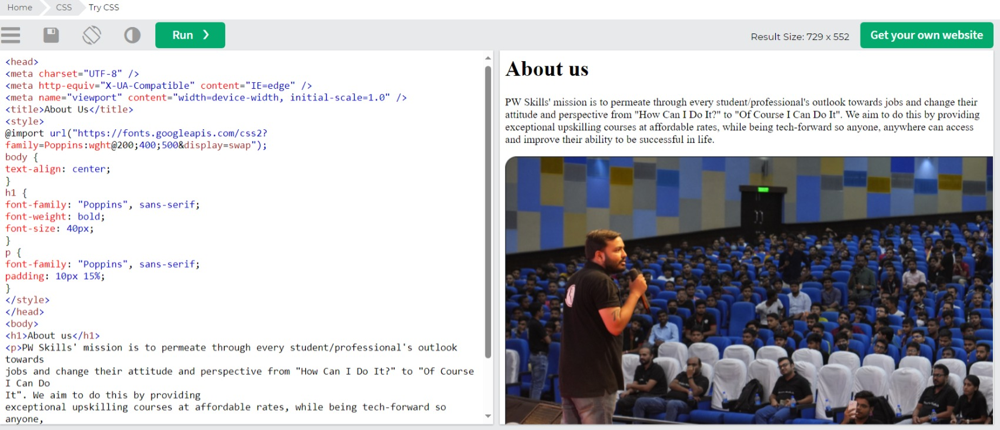 Home CSS Try CSS
Run ❯
Result Size: 729 x 552
Get your own website
<head>
<meta charset="UTF-8" />
<meta http-equiv="X-UA-Compatible" content="IE=edge" />
<meta name="viewport" content="width=device-width, initial-scale=1.0" />
<title>About Us</title>
<style>
@import url("https://fonts.googleapis.com/css2?
family=Poppins:wght@200;400;500&display=swap");
body {
text-align: center;
}
h1 {
font-family: "Poppins", sans-serif;
font-weight: bold;
font-size: 40px;
}
p {
font-family: "Poppins", sans-serif;
padding: 10px 15%;
}
</style>
</head>
<body>
<h1>About us</h1>
<p>PW Skills' mission is to permeate through every student/professional's outlook
towards
jobs and change their attitude and perspective from "How Can I Do It?" to "Of Course
I Can Do
It". We aim to do this by providing
exceptional upskilling courses at affordable rates, while being tech-forward so
anyone,
About us
PW Skills' mission is to permeate through every student/professional's outlook towards jobs and change their
attitude and perspective from "How Can I Do It?" to "Of Course I Can Do It". We aim to do this by providing
exceptional upskilling courses at affordable rates, while being tech-forward so anyone, anywhere can access
and improve their ability to be successful in life.